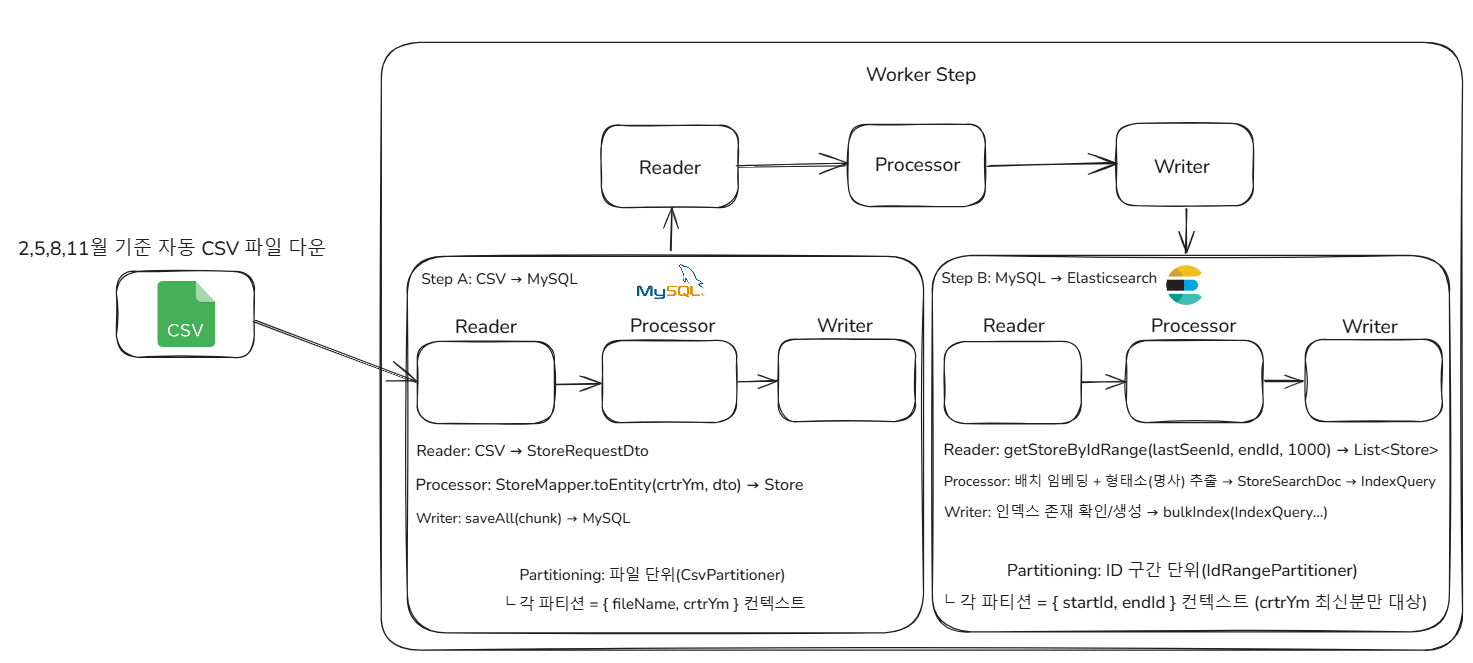 Worker Step
Reader
Processor
Writer
2,5,8,11월 기준 자동 CSV 파일 다운
CSV
Step A: CSV → MySQL
MySQL
Reader
Processor
Writer
Reader: CSV → StoreRequestDto
Processor: StoreMapper.toEntity(crtrYm, dto) → Store
Writer: saveAll(chunk) → MySQL
Partitioning: 파일 단위(CsvPartitioner)
ㄴ 각 파티션 = { fileName, crtrYm } 컨텍스트
Step B: MySQL → Elasticsearch
Reader
Processor
Writer
Reader: getStoreByIdRange(lastSeenId, endId, 1000) → List<Store>
Processor: 배치 임베딩 + 형태소(명사) 추출 → StoreSearchDoc → IndexQuery
Writer: 인덱스 존재 확인/생성 → bulkIndex(IndexQuery...)
Partitioning: ID 구간 단위(IdRangePartitioner)
ㄴ 각 파티션 = { startId, endId } 컨텍스트 (crtrYm 최신분만 대상)